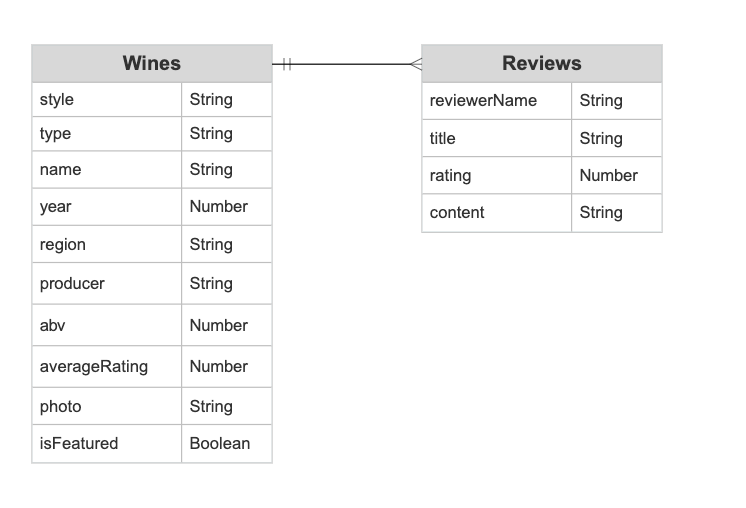 Wines
style String
type String
name String
year Number
region String
producer String
abv Number
averageRating Number
photo String
isFeatured Boolean
Reviews
reviewerName String
title String
rating Number
content String